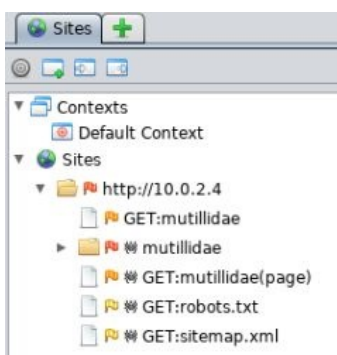 Sites
Contexts
Default Context
Sites
http://10.0.2.4
GET:mutillidae
mutillidae
GET:mutillidae(page)
GET:robots.txt
GET:sitemap.xml